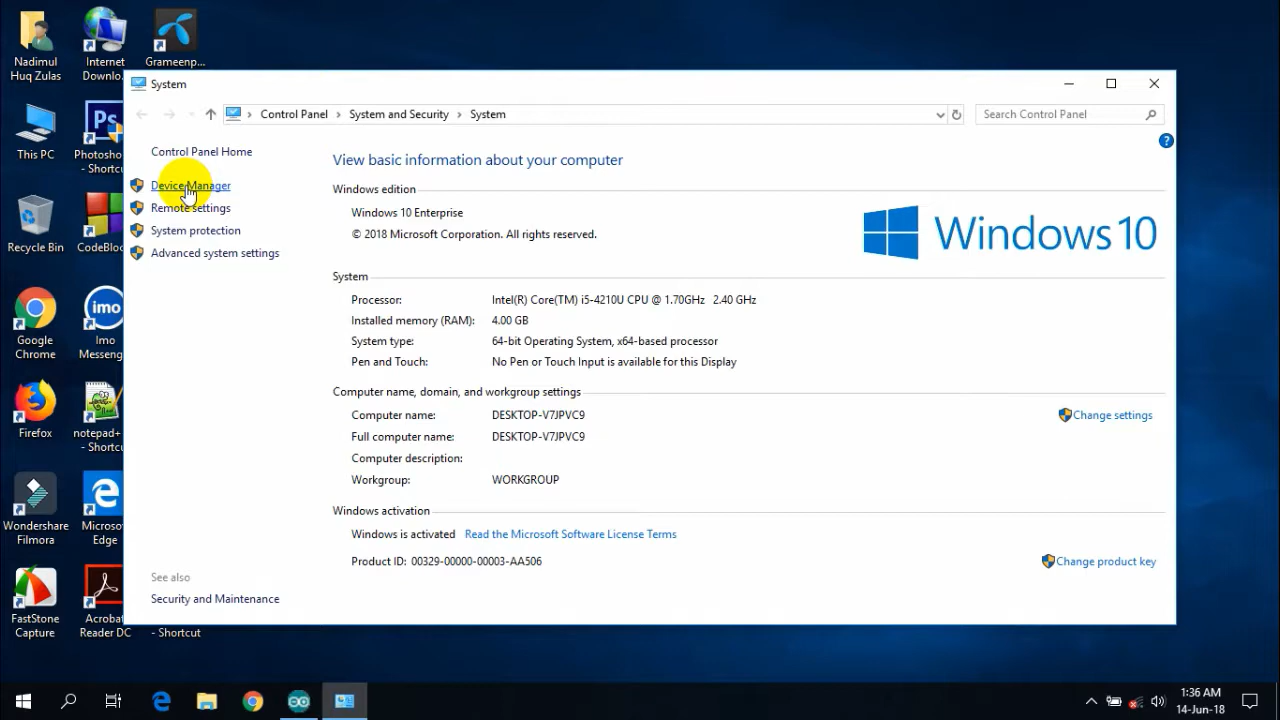 Nadimul
Huq Zulas
Internet
Downlo...
Grameenp...
This PC
Ps
Photosho
- Shortcut
Recycle Bin
CodeBloc
Google
Chrome
imo
Imo
Messeng
Firefox
notepad+
- Shortcut
Wondershare
Filmora
Microsof
Edge
FastStone
Capture
Acrobat
Reader DC
- Shortcut
System
Control Panel > System and Security > System
Search Control Panel
Control Panel Home
Device Manager
Remote settings
System protection
Advanced system settings
See also
Security and Maintenance
View basic information about your computer
Windows edition
Windows 10 Enterprise
© 2018 Microsoft Corporation. All rights reserved.
Windows 10
System
Processor: Intel(R) Core(TM) i5-4210U CPU @ 1.70GHz 2.40 GHz
Installed memory (RAM): 4.00 GB
System type: 64-bit Operating System, x64-based processor
Pen and Touch: No Pen or Touch Input is available for this Display
Computer name, domain, and workgroup settings
Computer name: DESKTOP-V7JPVC9
Change settings
Full computer name: DESKTOP-V7JPVC9
Computer description:
Workgroup: WORKGROUP
Windows activation
Windows is activated Read the Microsoft Software License Terms
Product ID: 00329-00000-00003-AA506
Change product key
1:36 AM
14-Jun-18